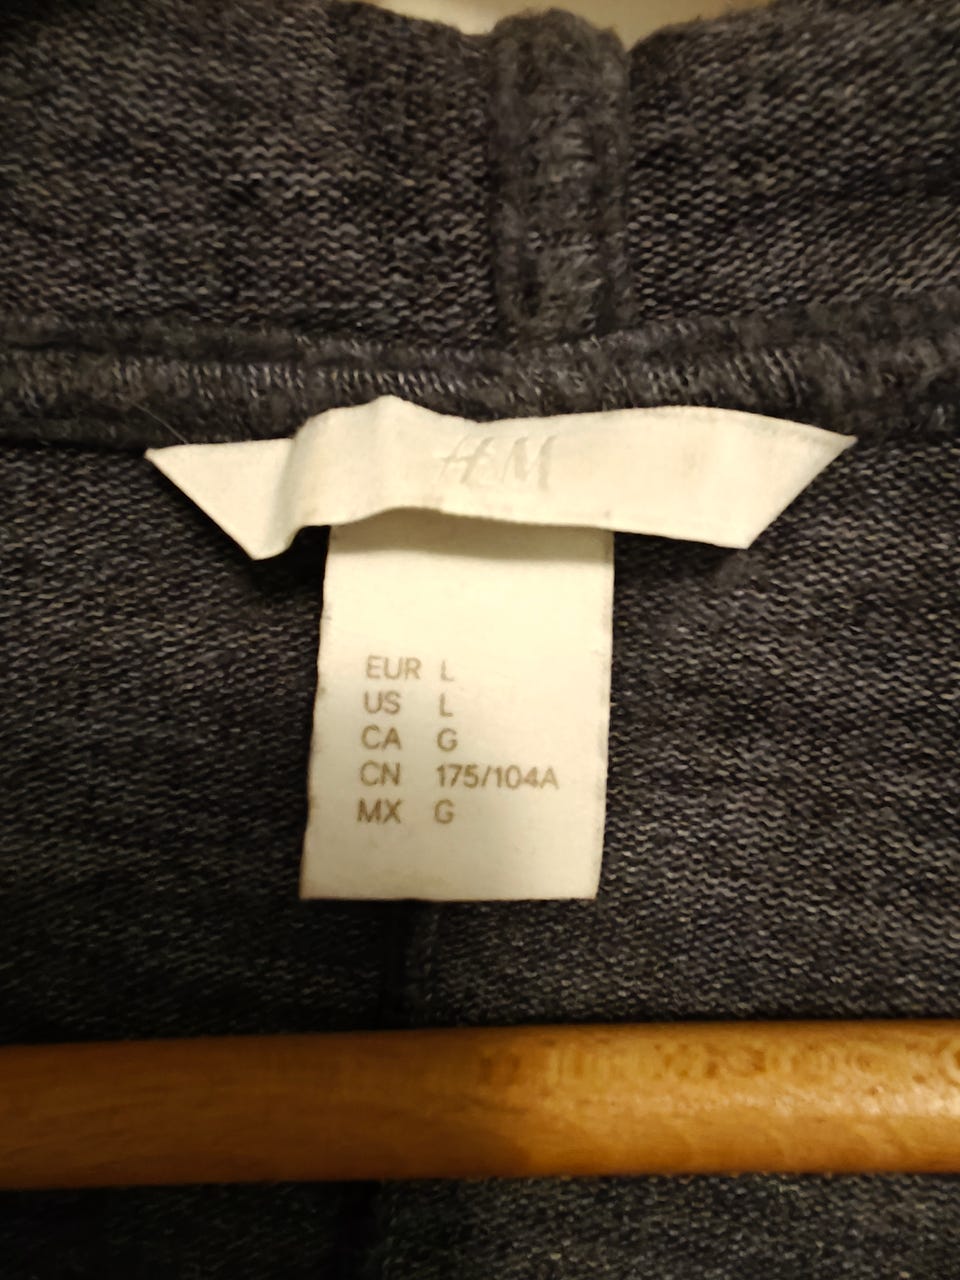 H&M
EUR L
US L
CA G
CN 175/104A
MX G